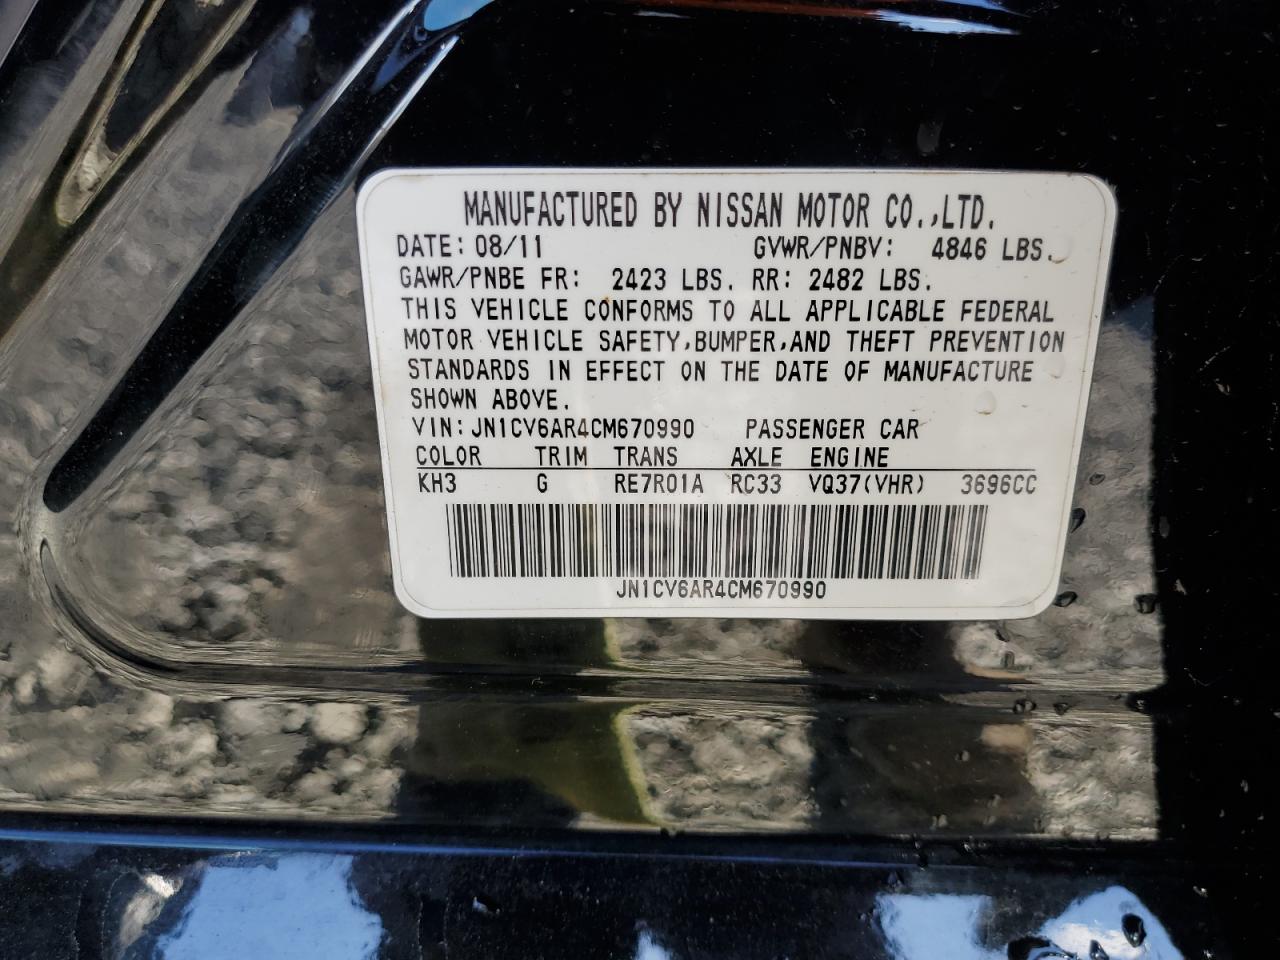 MANUFACTURED BY NISSAN MOTOR CO.,LTD.
DATE: 08/11 GVWR/PNBV: 4846 LBS.
GAWR/PNBE FR: 2423 LBS. RR: 2482 LBS.
THIS VEHICLE CONFORMS TO ALL APPLICABLE FEDERAL
MOTOR VEHICLE SAFETY,BUMPER,AND THEFT PREVENTION
STANDARDS IN EFFECT ON THE DATE OF MANUFACTURE
SHOWN ABOVE.
VIN: JN1CV6AR4CM670990 PASSENGER CAR
COLOR TRIM TRANS AXLE ENGINE
KH3 G RE7R01A RC33 VQ37(VHR) 3696CC
JN1CV6AR4CM670990